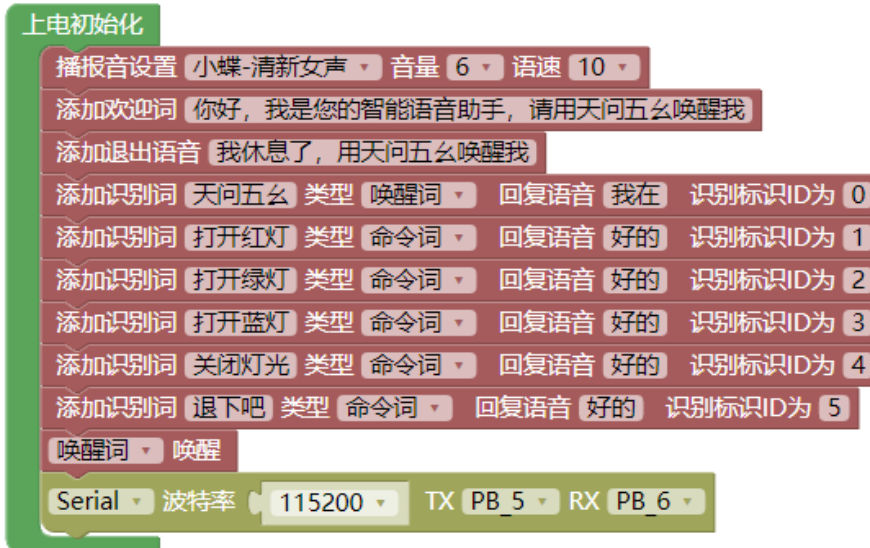 上电初始化
播报音设置 小蝶-清新女声 音量 6 语速 10
添加欢迎词 你好，我是您的智能语音助手，请用天问五幺唤醒我
添加退出语音 我休息了，用天问五幺唤醒我
添加识别词 天问五幺 类型 唤醒词 回复语音 我在 识别标识ID为 0
添加识别词 打开红灯 类型 命令词 回复语音 好的 识别标识ID为 1
添加识别词 打开绿灯 类型 命令词 回复语音 好的 识别标识ID为 2
添加识别词 打开蓝灯 类型 命令词 回复语音 好的 识别标识ID为 3
添加识别词 关闭灯光 类型 命令词 回复语音 好的 识别标识ID为 4
添加识别词 退下吧 类型 命令词 回复语音 好的 识别标识ID为 5
唤醒词 唤醒
Serial 波特率 115200 TX PB_5 RX PB_6